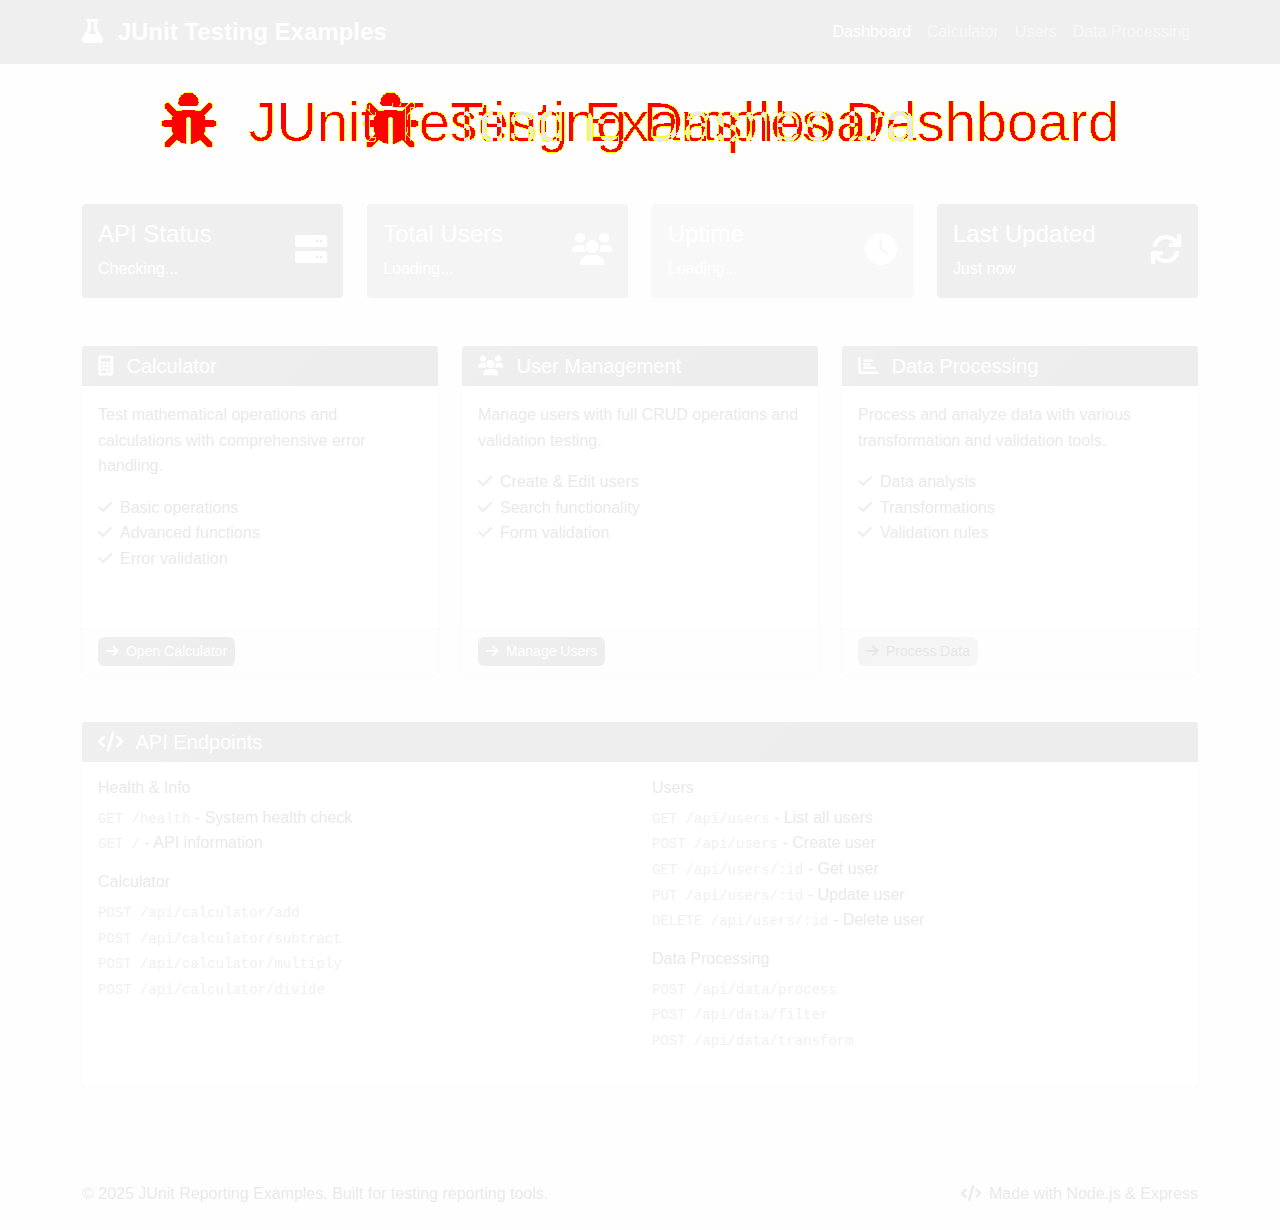 JUnit Testing Examples
Dashboard Calculator Users Data Processing
JUnit Testing Examples Dashboard
API Status
Checking...
Total Users
Loading...
Uptime
Loading...
Last Updated
Just now
Calculator
Test mathematical operations and
calculations with comprehensive error
handling.
Basic operations
Advanced functions
Error validation
Open Calculator
User Management
Manage users with full CRUD operations and
validation testing.
Create & Edit users
Search functionality
Form validation
Manage Users
Data Processing
Process and analyze data with various
transformation and validation tools.
Data analysis
Transformations
Validation rules
Process Data
API Endpoints
Health & Info
GET /health - System health check
GET / - API information
Calculator
POST /api/calculator/add
POST /api/calculator/subtract
POST /api/calculator/multiply
POST /api/calculator/divide
Users
GET /api/users - List all users
POST /api/users - Create user
GET /api/users/:id - Get user
PUT /api/users/:id - Update user
DELETE /api/users/:id - Delete user
Data Processing
POST /api/data/process
POST /api/data/filter
POST /api/data/transform
© 2025 JUnit Reporting Examples. Built for testing reporting tools.
Made with Node.js & Express